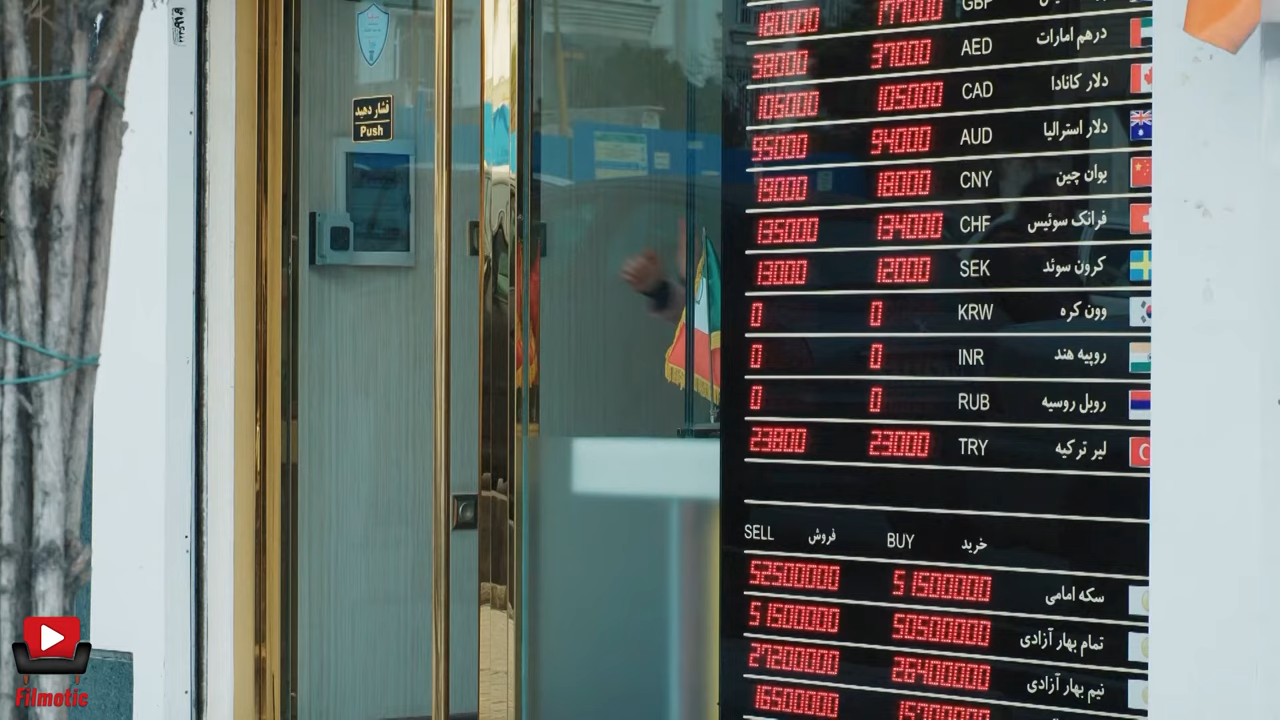 فشار دهید
Push
160000 GBP
38000 37000 AED درهم امارات
106000 105000 CAD دلار کانادا
95000 94000 AUD دلار استرالیا
19000 18000 CNY یوان چین
135000 134000 CHF فرانک سوئیس
13000 12000 SEK کرون سوئد
0 0 KRW وون کره
0 0 INR روپیه هند
0 0 RUB روبل روسیه
23800 23000 TRY لیر ترکیه
SELL فروش BUY خرید
52500000 51500000 سکه امامی
51500000 50500000 تمام بهار آزادی
27200000 26400000 نیم بهار آزادی
16500000
Filmotic